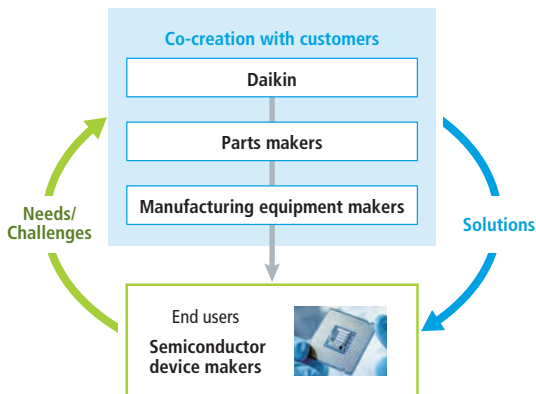 Co-creation with customers
Daikin
Parts makers
Manufacturing equipment makers
Needs/
Challenges
Solutions
End users
Semiconductor
device makers